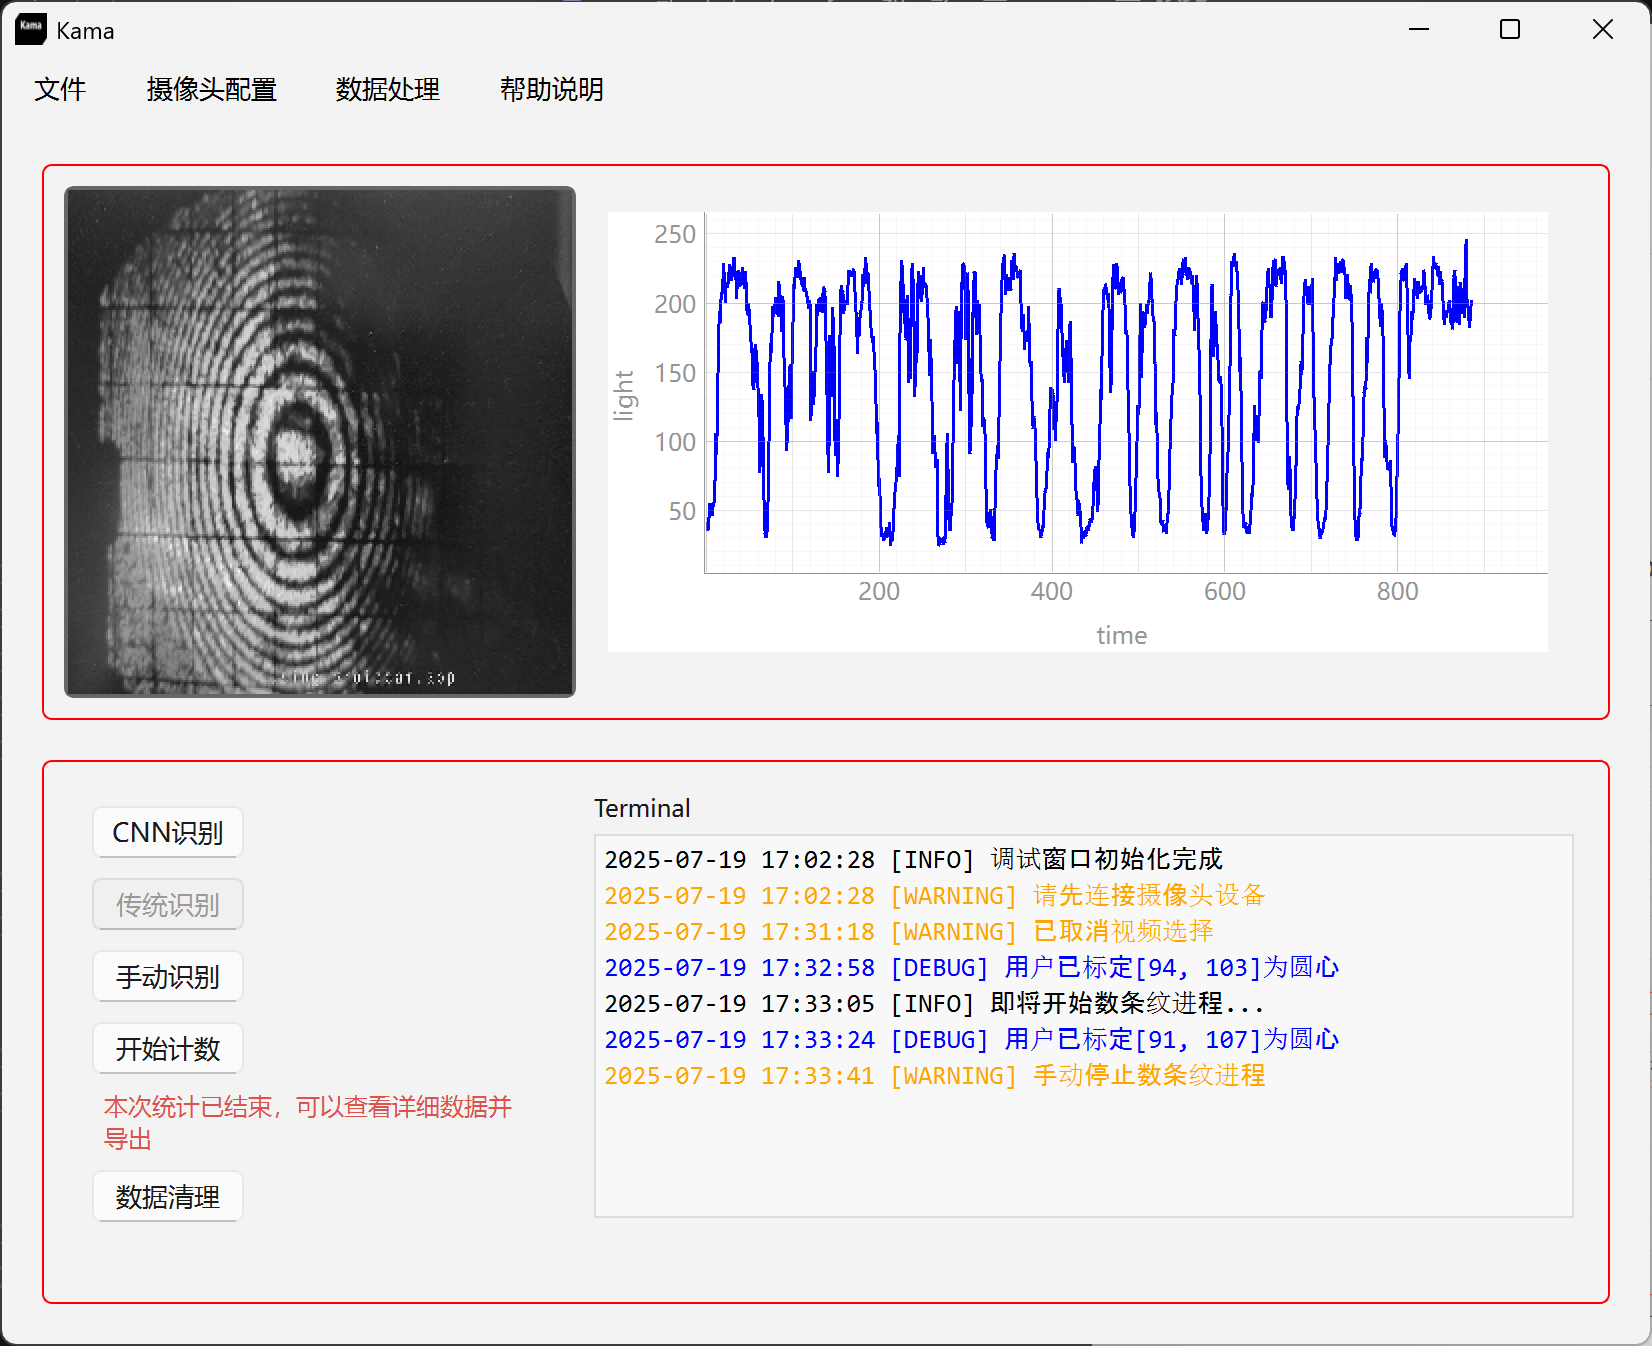 Kama
Kama
文件 摄像头配置 数据处理 帮助说明
250
200
150
100
50
light
200 400 600 800
time
CNN识别
传统识别
手动识别
开始计数
本次统计已结束，可以查看详细数据并
导出
数据清理
Terminal
2025-07-19 17:02:28 [INFO] 调试窗口初始化完成
2025-07-19 17:02:28 [WARNING] 请先连接摄像头设备
2025-07-19 17:31:18 [WARNING] 已取消视频选择
2025-07-19 17:32:58 [DEBUG] 用户已标定[94, 103]为圆心
2025-07-19 17:33:05 [INFO] 即将开始数条纹进程...
2025-07-19 17:33:24 [DEBUG] 用户已标定[91, 107]为圆心
2025-07-19 17:33:41 [WARNING] 手动停止数条纹进程